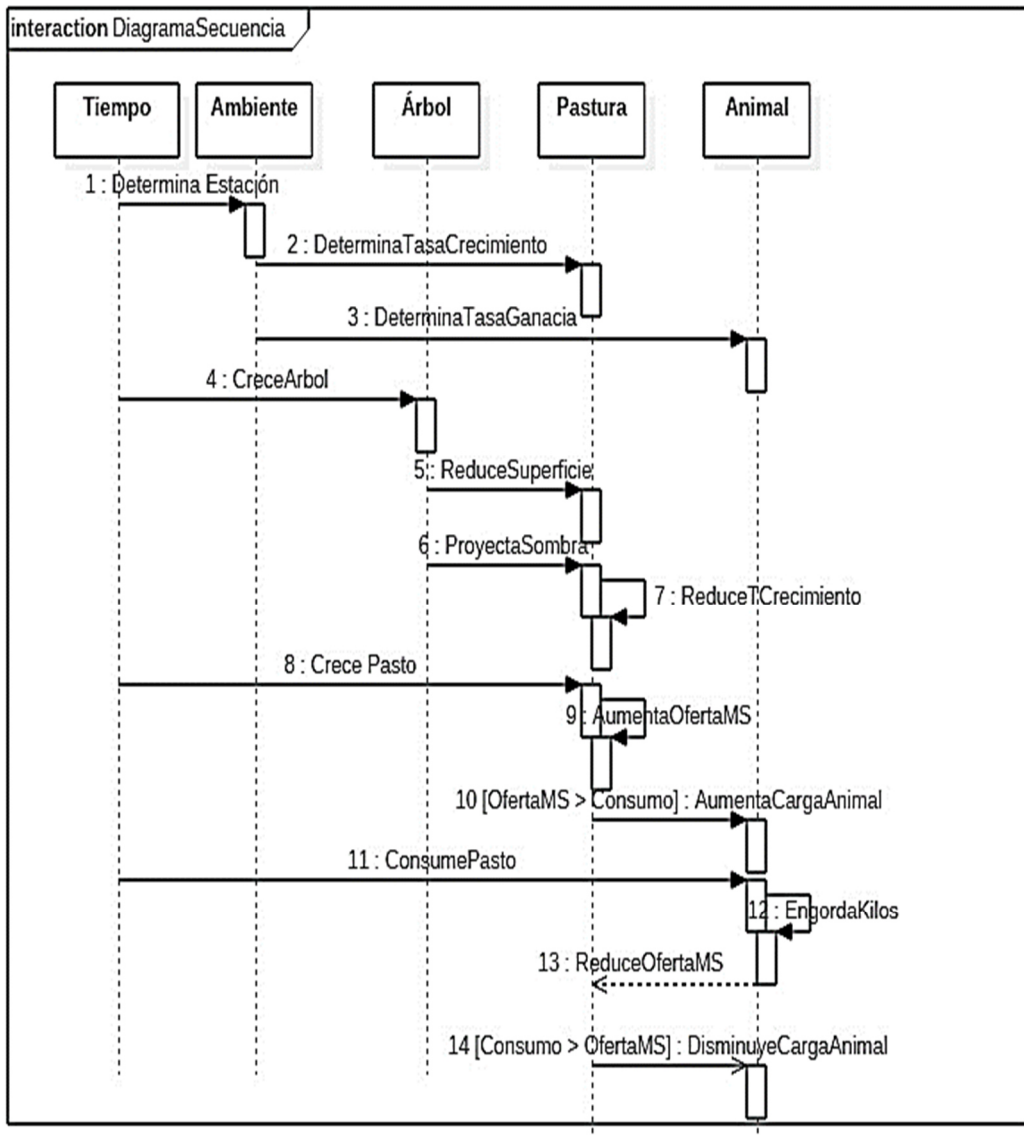 interaction DiagramaSecuencia
Tiempo
Ambiente
Árbol
Pastura
Animal
1 : Determina Estación
2 : DeterminaTasaCrecimiento
3 : DeterminaTasaGanacia
4 : CreceArbol
5 : ReduceSuperficie
6 : ProyectaSombra
7 : ReduceTCrecimiento
8 : Crece Pasto
9 : AumentaOfertaMS
10 [OfertaMS > Consumo] : AumentaCargaAnimal
11 : ConsumePasto
12 : EngordaKilos
13 : ReduceOfertaMS
14 [Consumo > OfertaMS] : DisminuyeCargaAnimal